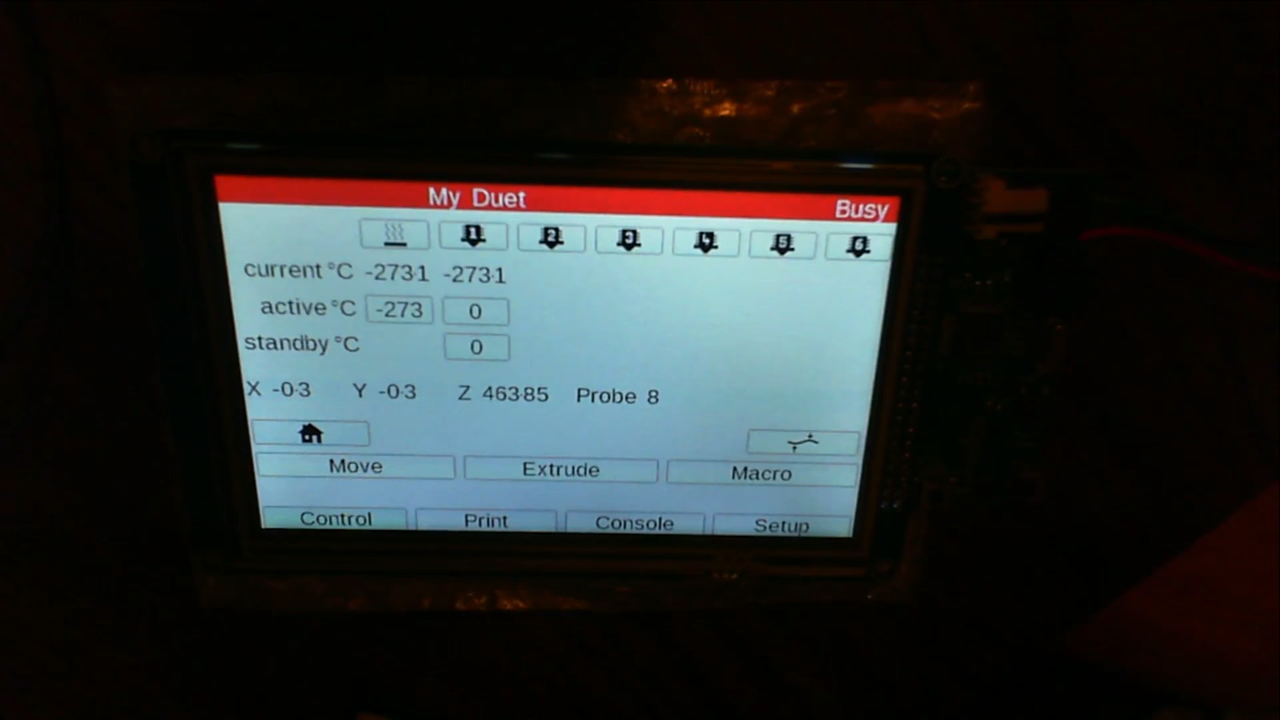 My Duet Busy
1 2 3 4 5 6
current °C -273.1 -273.1
active °C -273 0
standby °C 0
X -0.3 Y -0.3 Z 463.85 Probe 8
Move Extrude Macro
Control Print Console Setup